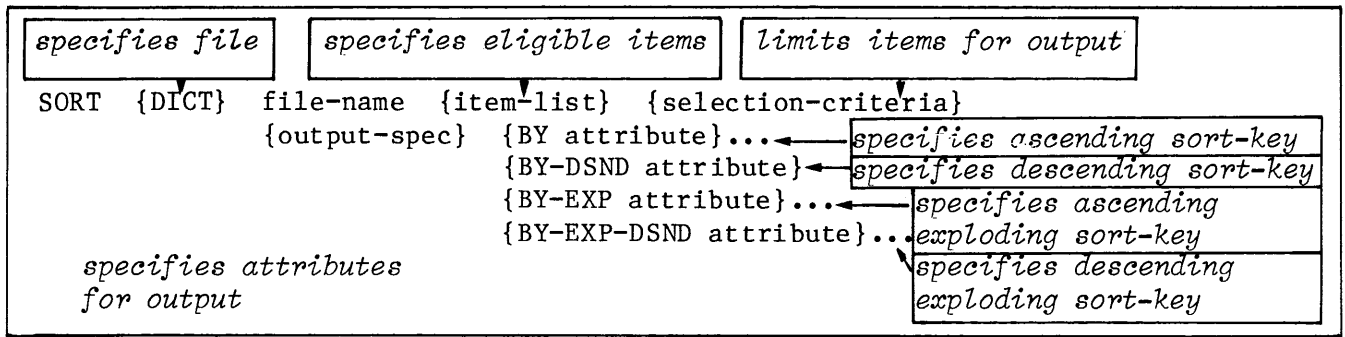 specifies file specifies eligible items limits items for output
SORT {DICT} file-name {item-list} {selection-criteria}
{output-spec} {BY attribute}... specifies ascending sort-key
{BY-DSND attribute} specifies descending sort-key
{BY-EXP attribute}... specifies ascending
{BY-EXP-DSND attribute}... exploding sort-key
specifies attributes specifies descending
for output exploding sort-key